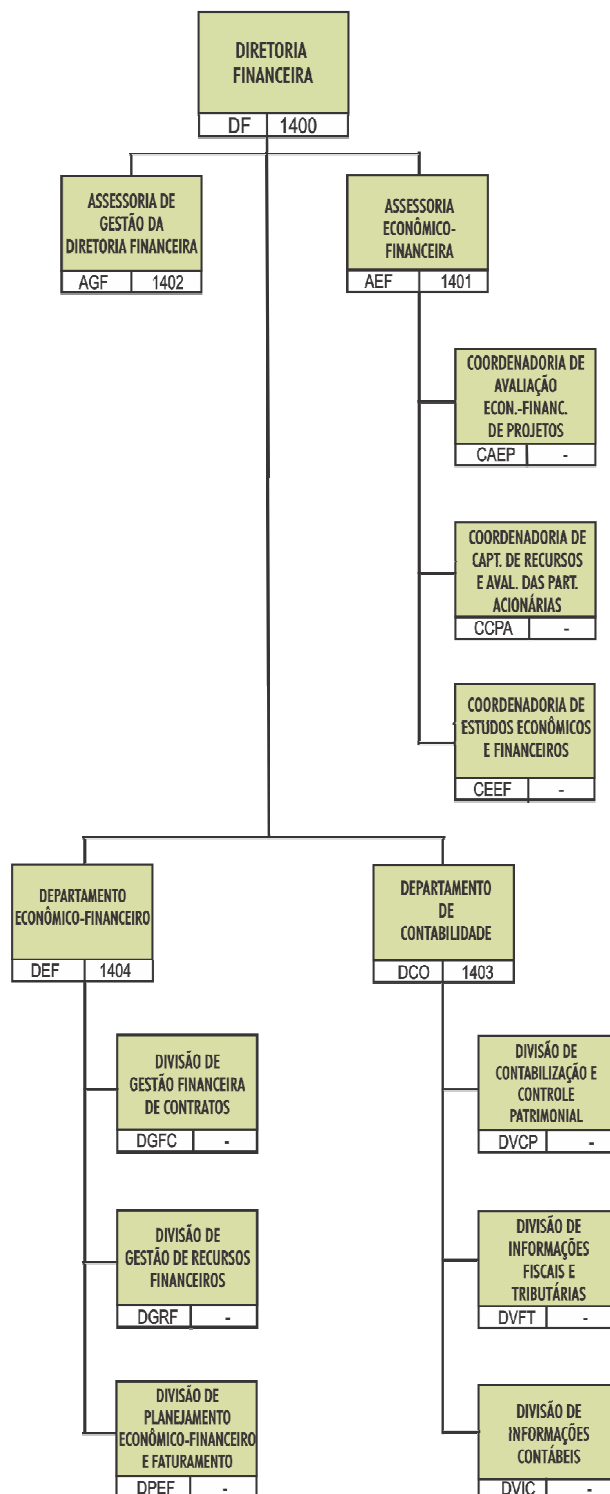 DIRETORIA
FINANCEIRA
DF 1400
ASSESSORIA DE
GESTÃO DA
DIRETORIA FINANCEIRA
AGF 1402
ASSESSORIA
ECONÔMICO-
FINANCEIRA
AEF 1401
COORDENADORIA DE
AVALIAÇÃO
ECON.-FINANC.
DE PROJETOS
CAEP -
COORDENADORIA DE
CAPT. DE RECURSOS
E AVAL. DAS PART.
ACIONÁRIAS
CCPA -
COORDENADORIA DE
ESTUDOS ECONÔMICOS
E FINANCEIROS
CEEF -
DEPARTAMENTO
ECONÔMICO-FINANCEIRO
DEF 1404
DIVISÃO DE
GESTÃO FINANCEIRA
DE CONTRATOS
DGFC -
DIVISÃO DE
GESTÃO DE RECURSOS
FINANCEIROS
DGRF -
DIVISÃO DE
PLANEJAMENTO
ECONÔMICO-FINANCEIRO
E FATURAMENTO
DPEF -
DEPARTAMENTO
DE
CONTABILIDADE
DCO 1403
DIVISÃO DE
CONTABILIZAÇÃO E
CONTROLE
PATRIMONIAL
DVCP -
DIVISÃO DE
INFORMAÇÕES
FISCAIS E
TRIBUTÁRIAS
DVFT -
DIVISÃO DE
INFORMAÇÕES
CONTÁBEIS
DVIC -